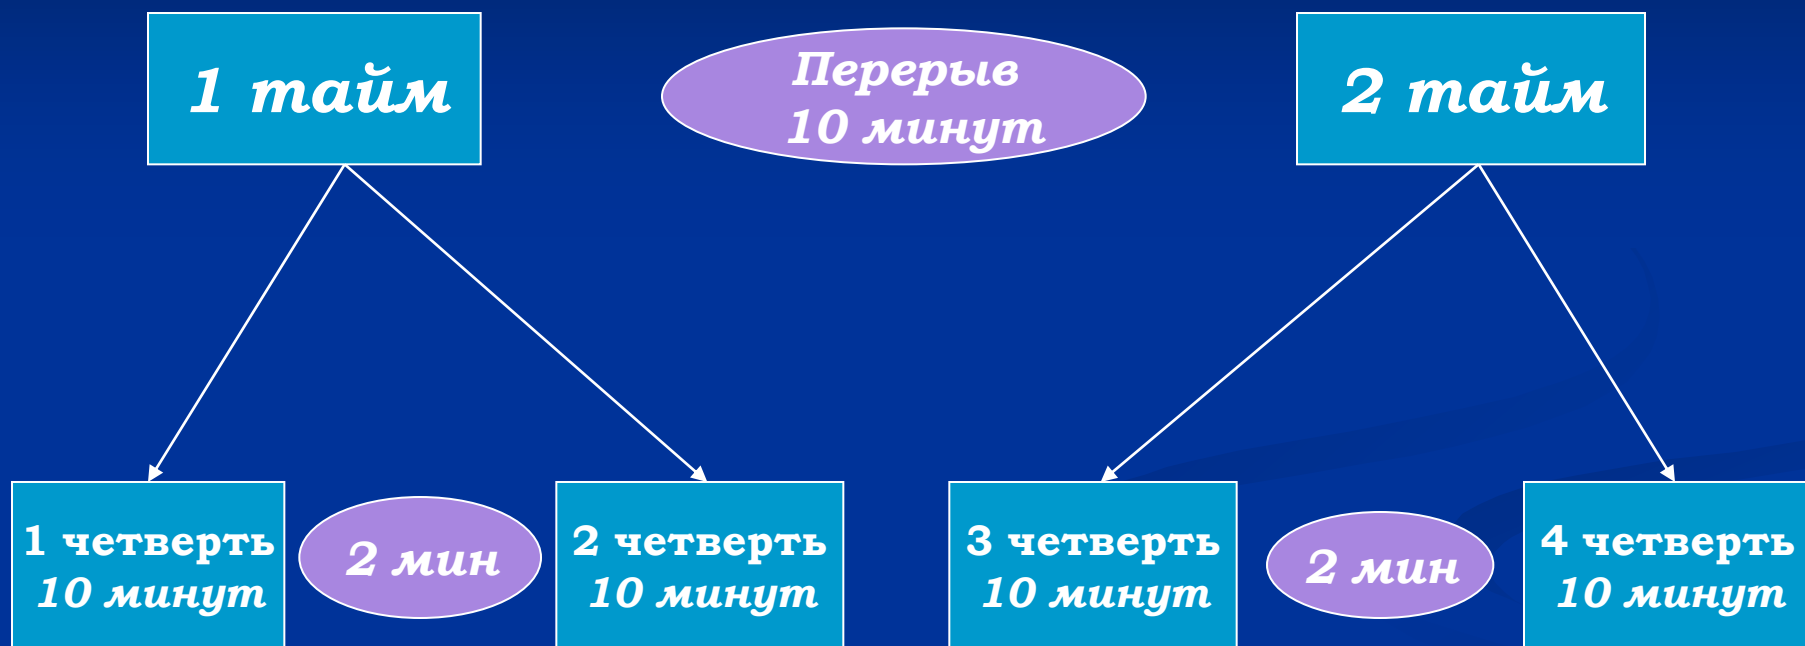 1 тайм
Перерыв
10 минут
2 тайм
1 четверть
10 минут
2 мин
2 четверть
10 минут
3 четверть
10 минут
2 мин
4 четверть
10 минут